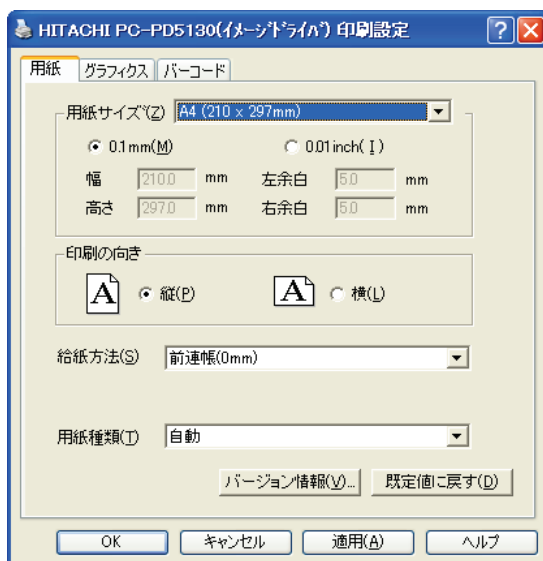 HITACHI PC-PD5130(ｲﾒｰｼﾞﾄﾞﾗｲﾊﾞ) 印刷設定
用紙 グラフィクス バーコード
用紙サイズ(Z) A4 (210 x 297mm)
0.1mm(M) 0.01inch(I)
幅 210.0 mm 左余白 5.0 mm
高さ 297.0 mm 右余白 5.0 mm
印刷の向き
A 縦(P) A 横(L)
給紙方法(S) 前連帳(0mm)
用紙種類(T) 自動
バージョン情報(V)... 既定値に戻す(D)
OK キャンセル 適用(A) ヘルプ